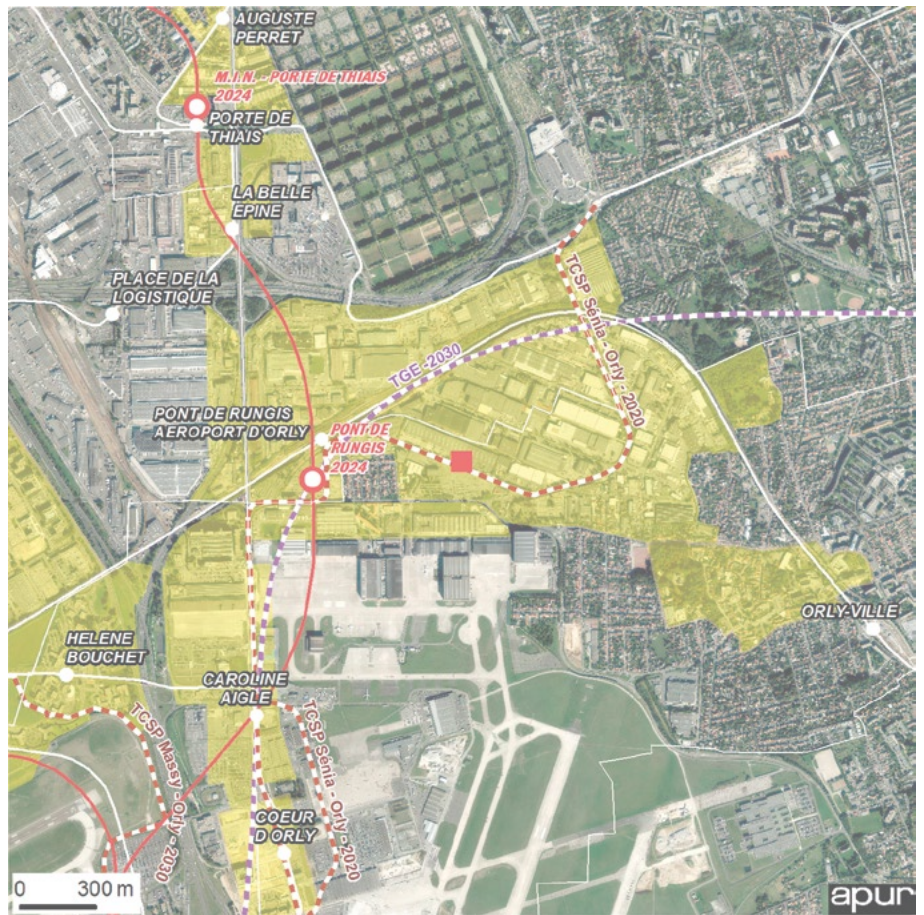 AUGUSTE
PERRET
M.I.N. - PORTE DE THIAIS
2024
PORTE DE
THIAIS
LA BELLE
EPINE
PLACE DE LA
LOGISTIQUE
TCSP Sénia - Orly - 2020
TGE -2030
PONT DE RUNGIS
AEROPORT D'ORLY
PONT DE
RUNGIS
2024
ORLY-VILLE
HELENE
BOUCHET
CAROLINE
AIGLE
TCSP Massy - Orly - 2030
TCSP Sénia - Orly - 2020
COEUR
D'ORLY
0 300 m
apur